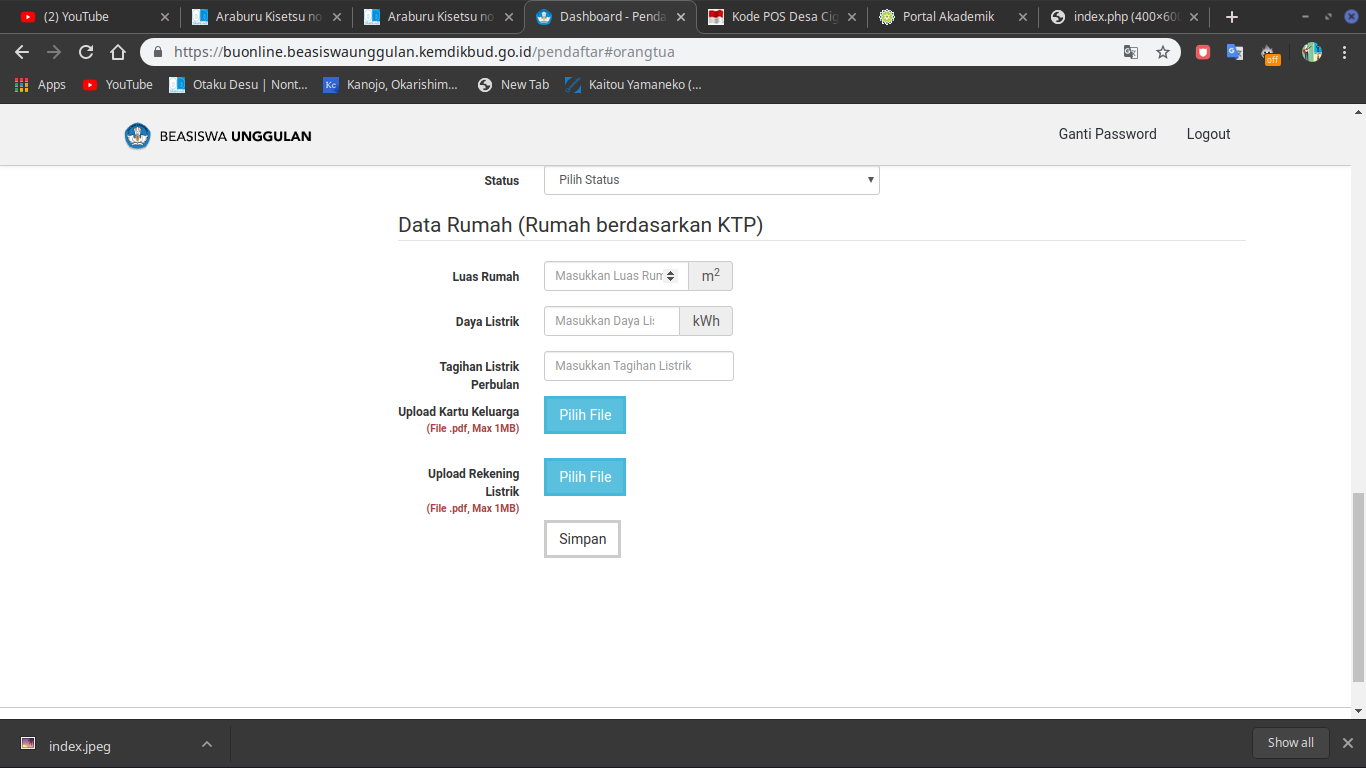 (2) YouTube
Araburu Kisetsu no
Araburu Kisetsu no
Dashboard - Penda
Kode POS Desa Cig
Portal Akademik
index.php (400×600
https://buonline.beasiswaunggulan.kemdikbud.go.id/pendaftar#orangtua
off
Apps
YouTube
Otaku Desu | Nont...
Kc
Kanojo, Okarishim...
New Tab
Kaitou Yamaneko (...
BEASISWA UNGGULAN
Ganti Password
Logout
Status
Pilih Status
Data Rumah (Rumah berdasarkan KTP)
Luas Rumah
Masukkan Luas Rum
m²
Daya Listrik
Masukkan Daya Lis
kWh
Tagihan Listrik
Perbulan
Masukkan Tagihan Listrik
Upload Kartu Keluarga
(File .pdf, Max 1MB)
Pilih File
Upload Rekening
Listrik
(File .pdf, Max 1MB)
Pilih File
Simpan
index.jpeg
Show all